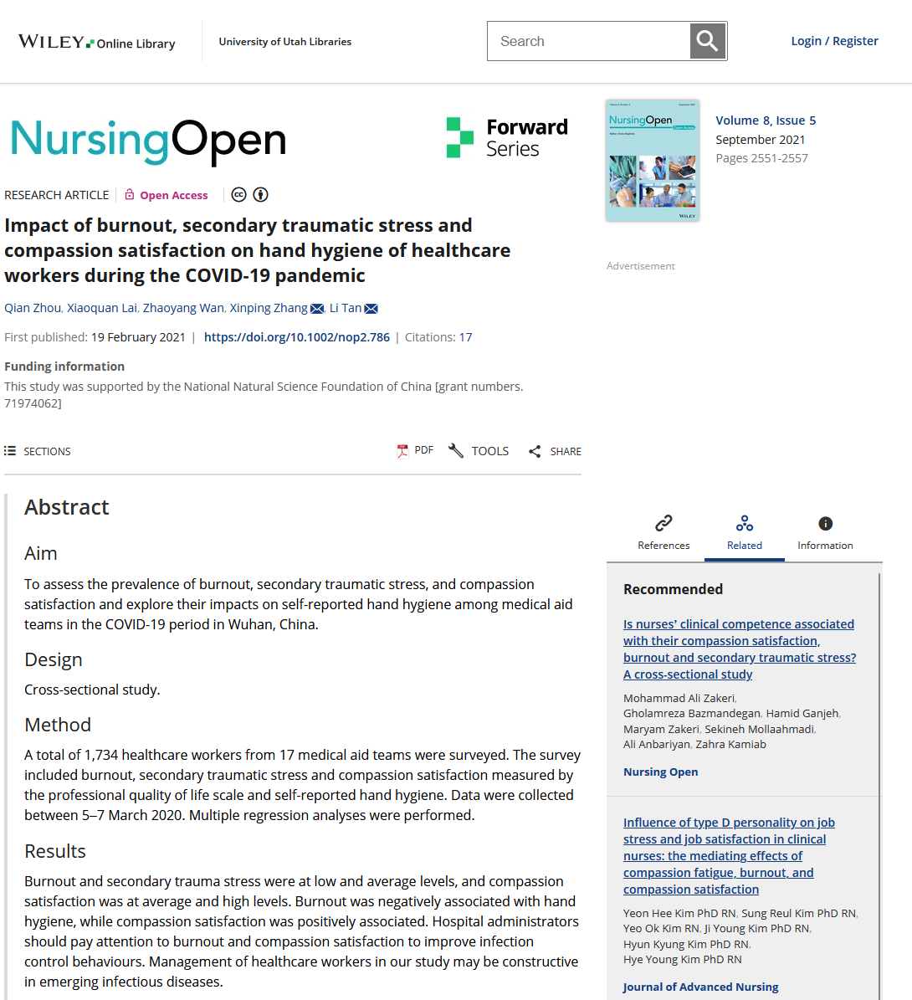 WILEY Online Library
University of Utah Libraries
Search
Login / Register
NursingOpen
Forward
Series
NursingOpen
Open Access
WILEY
Volume 8, Issue 5
September 2021
Pages 2551-2557
RESEARCH ARTICLE
Open Access
cc
Impact of burnout, secondary traumatic stress and
compassion satisfaction on hand hygiene of healthcare
workers during the COVID-19 pandemic
Advertisement
Qian Zhou, Xiaoquan Lai, Zhaoyang Wan, Xinping Zhang, Li Tan
First published: 19 February 2021 | https://doi.org/10.1002/nop2.786 | Citations: 17
Funding information
This study was supported by the National Natural Science Foundation of China [grant numbers.
71974062]
SECTIONS
PDF
TOOLS
SHARE
Abstract
Aim
To assess the prevalence of burnout, secondary traumatic stress, and compassion
satisfaction and explore their impacts on self-reported hand hygiene among medical aid
teams in the COVID-19 period in Wuhan, China.
Design
Cross-sectional study.
Method
A total of 1,734 healthcare workers from 17 medical aid teams were surveyed. The survey
included burnout, secondary traumatic stress and compassion satisfaction measured by
the professional quality of life scale and self-reported hand hygiene. Data were collected
between 5–7 March 2020. Multiple regression analyses were performed.
Results
Burnout and secondary trauma stress were at low and average levels, and compassion
satisfaction was at average and high levels. Burnout was negatively associated with hand
hygiene, while compassion satisfaction was positively associated. Hospital administrators
should pay attention to burnout and compassion satisfaction to improve infection
control behaviours. Management of healthcare workers in our study may be constructive
in emerging infectious diseases.
References
Related
Information
Recommended
Is nurses’ clinical competence associated
with their compassion satisfaction,
burnout and secondary traumatic stress?
A cross-sectional study
Mohammad Ali Zakeri,
Gholamreza Bazmandegan, Hamid Ganjeh,
Maryam Zakeri, Sekineh Mollaahmadi,
Ali Anbariyan, Zahra Kamiab
Nursing Open
Influence of type D personality on job
stress and job satisfaction in clinical
nurses: the mediating effects of
compassion fatigue, burnout, and
compassion satisfaction
Yeon Hee Kim PhD RN, Sung Reul Kim PhD RN,
Yeo Ok Kim RN, Ji Young Kim PhD RN,
Hyun Kyung Kim PhD RN,
Hye Young Kim PhD RN
Journal of Advanced Nursing